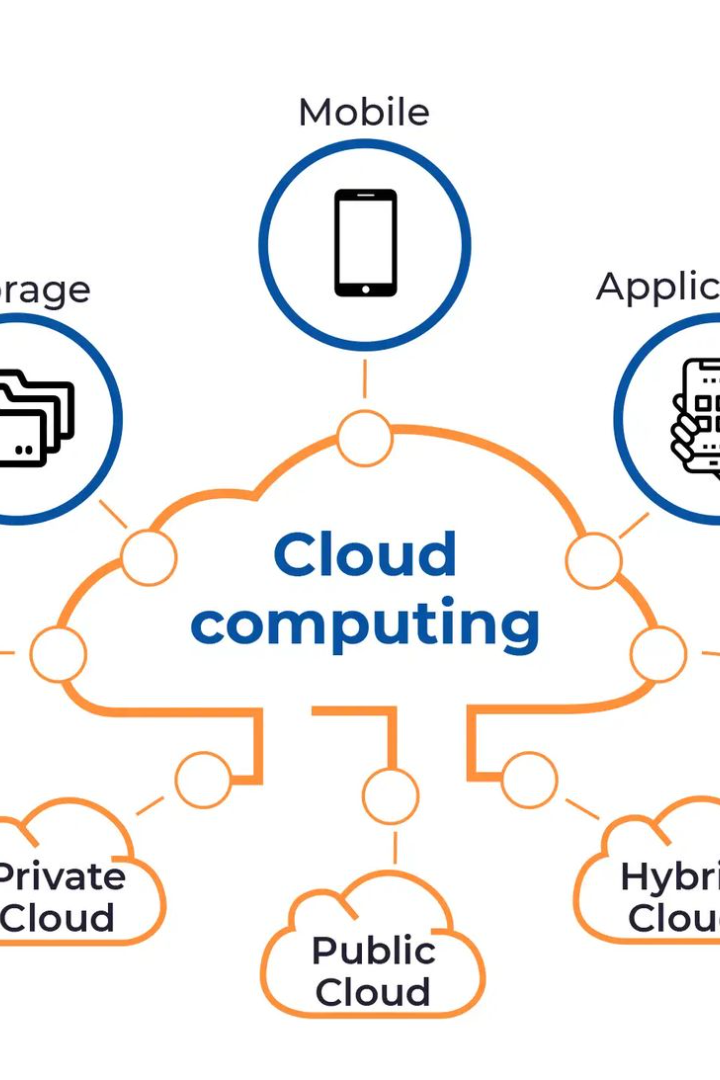 Mobile
orage
Applic
Cloud
computing
Private
Cloud
Public
Cloud
Hybri
Clou